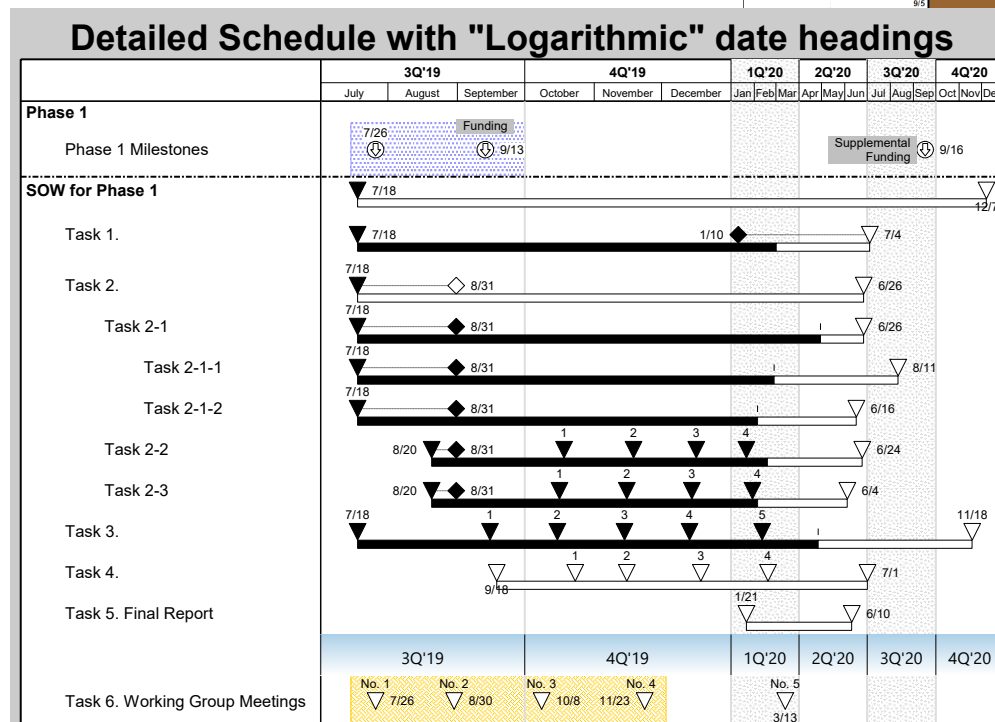 9/5
Detailed Schedule with "Logarithmic" date headings
3Q'19 4Q'19 1Q'20 2Q'20 3Q'20 4Q'20
July August September October November December Jan Feb Mar Apr May Jun Jul Aug Sep Oct Nov De
Phase 1
Funding
7/26
Phase 1 Milestones 9/13 Supplemental Funding 9/16
SOW for Phase 1 7/18 12/7
Task 1. 7/18 1/10 7/4
7/18
Task 2. 8/31 6/26
7/18
Task 2-1 8/31 6/26
7/18
Task 2-1-1 8/31 8/11
7/18
Task 2-1-2 8/31 6/16
1 2 3 4
Task 2-2 8/20 8/31 6/24
1 2 3 4
Task 2-3 8/20 8/31 6/4
7/18 1 2 3 4 5 11/18
Task 3.
1 2 3 4
Task 4. 7/1
9/18
1/21
Task 5. Final Report 6/10
3Q'19 4Q'19 1Q'20 2Q'20 3Q'20 4Q'20
No. 1 No. 2 No. 3 No. 4 No. 5
Task 6. Working Group Meetings 7/26 8/30 10/8 11/23
3/13